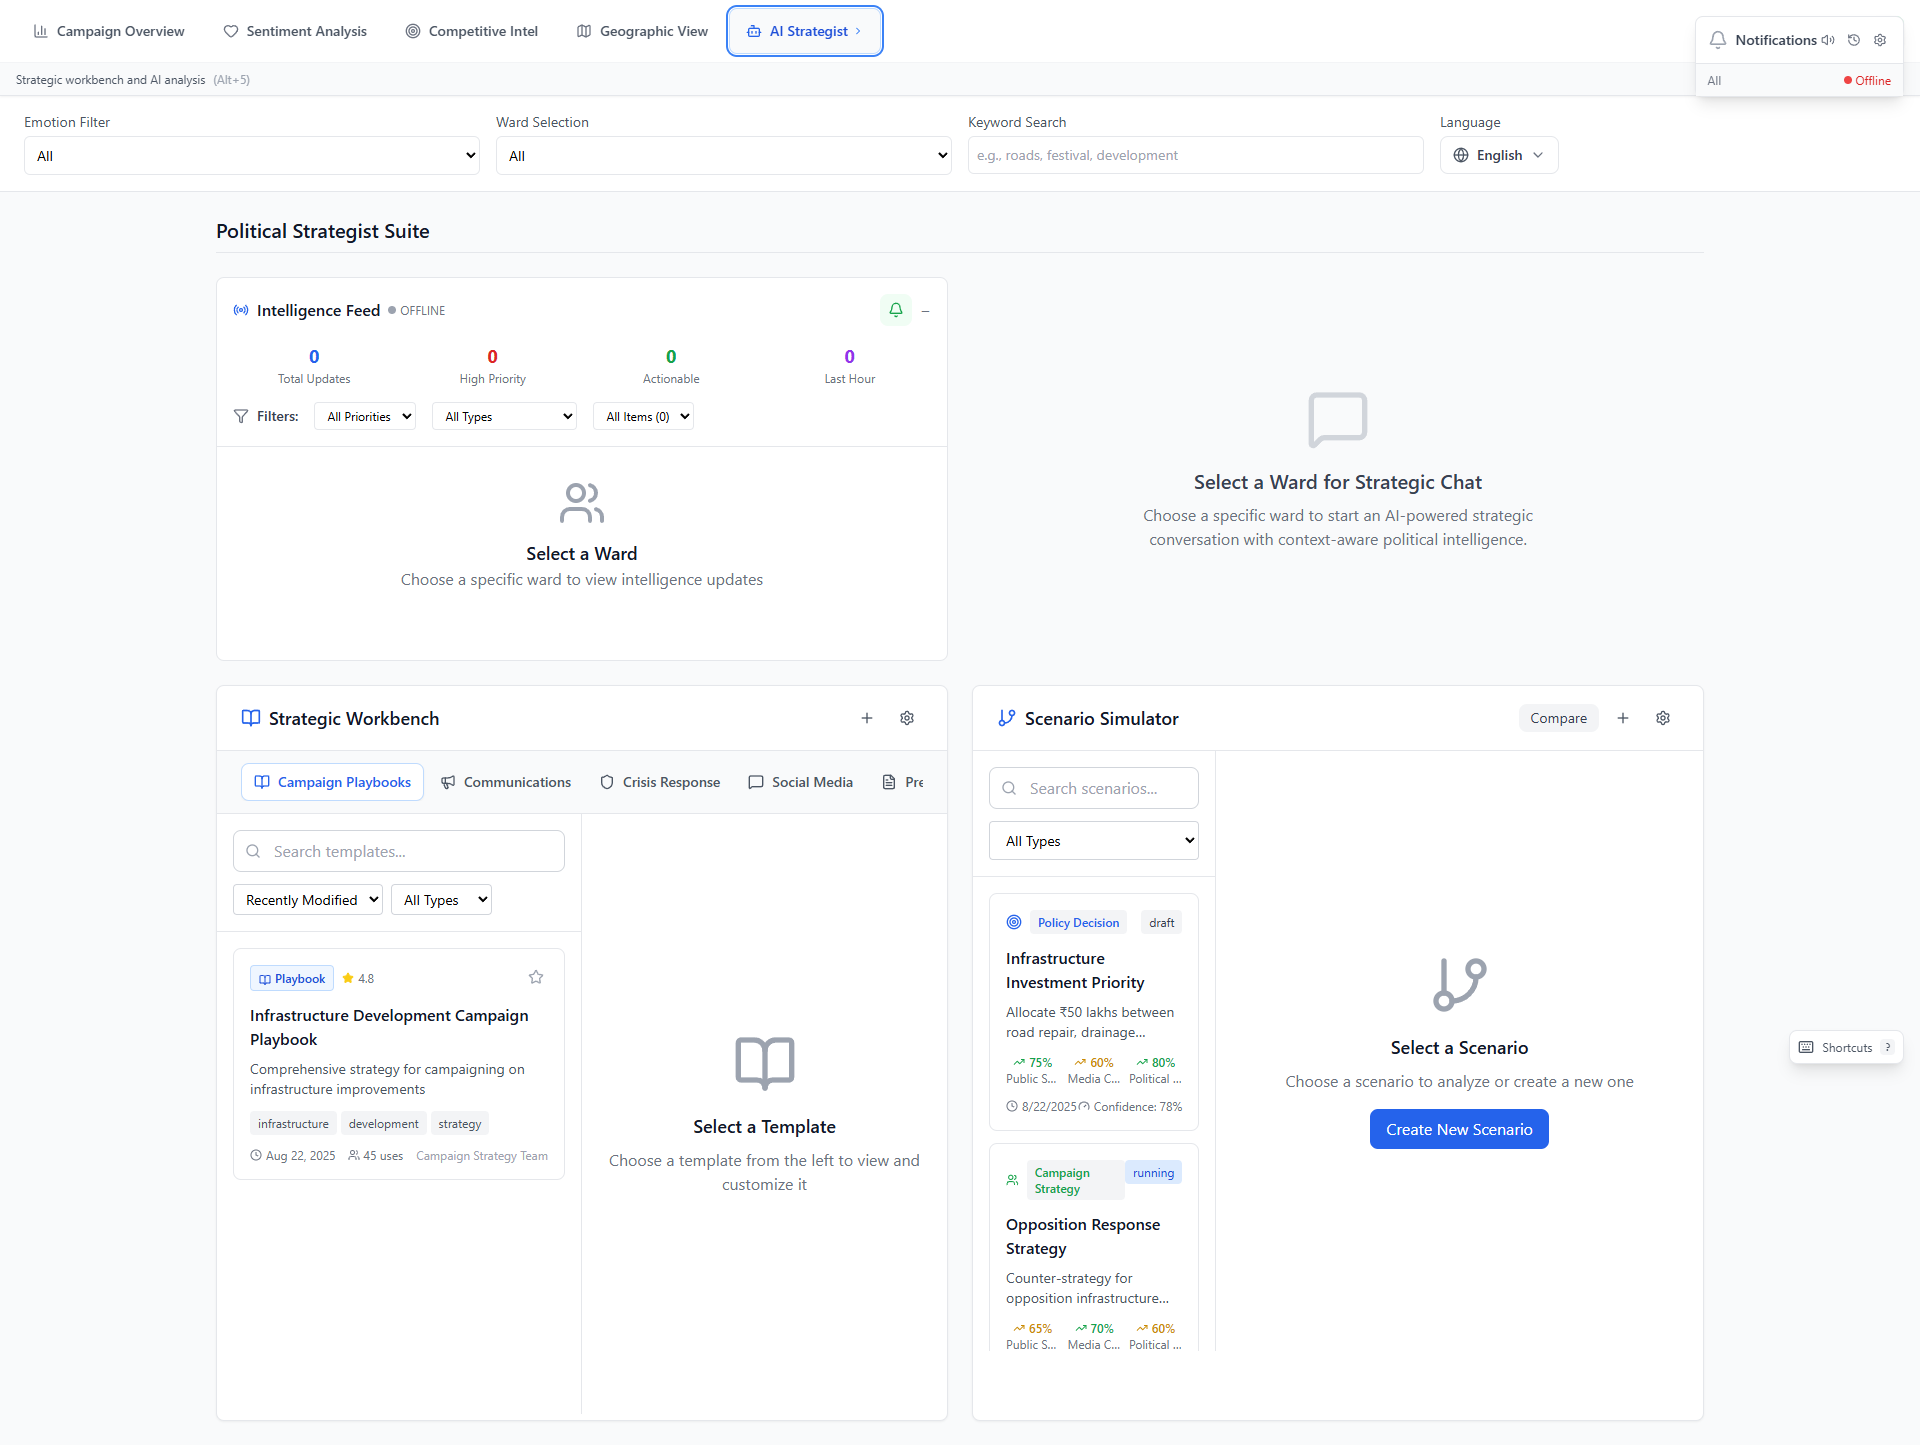 Campaign Overview
Sentiment Analysis
Competitive Intel
Geographic View
AI Strategist
Notifications
All
Offline
Strategic workbench and AI analysis (Alt+5)
Emotion Filter
All
Ward Selection
All
Keyword Search
e.g., roads, festival, development
Language
English
Political Strategist Suite
Intelligence Feed
OFFLINE
0
Total Updates
0
High Priority
0
Actionable
0
Last Hour
Filters:
All Priorities
All Types
All Items (0)
Select a Ward
Choose a specific ward to view intelligence updates
Select a Ward for Strategic Chat
Choose a specific ward to start an AI-powered strategic
conversation with context-aware political intelligence.
Strategic Workbench
Campaign Playbooks
Communications
Crisis Response
Social Media
Pre
Search templates...
Recently Modified
All Types
Playbook
4.8
Infrastructure Development Campaign
Playbook
Comprehensive strategy for campaigning on
infrastructure improvements
infrastructure
development
strategy
Aug 22, 2025
45 uses
Campaign Strategy Team
Select a Template
Choose a template from the left to view and
customize it
Scenario Simulator
Compare
Search scenarios...
All Types
Policy Decision
draft
Infrastructure
Investment Priority
Allocate ₹50 lakhs between
road repair, drainage...
75%
60%
80%
Public S...
Media C...
Political ...
8/22/2025
Confidence: 78%
Campaign
Strategy
running
Opposition Response
Strategy
Counter-strategy for
opposition infrastructure...
65%
70%
60%
Public S...
Media C...
Political ...
Select a Scenario
Choose a scenario to analyze or create a new one
Create New Scenario
Shortcuts ?